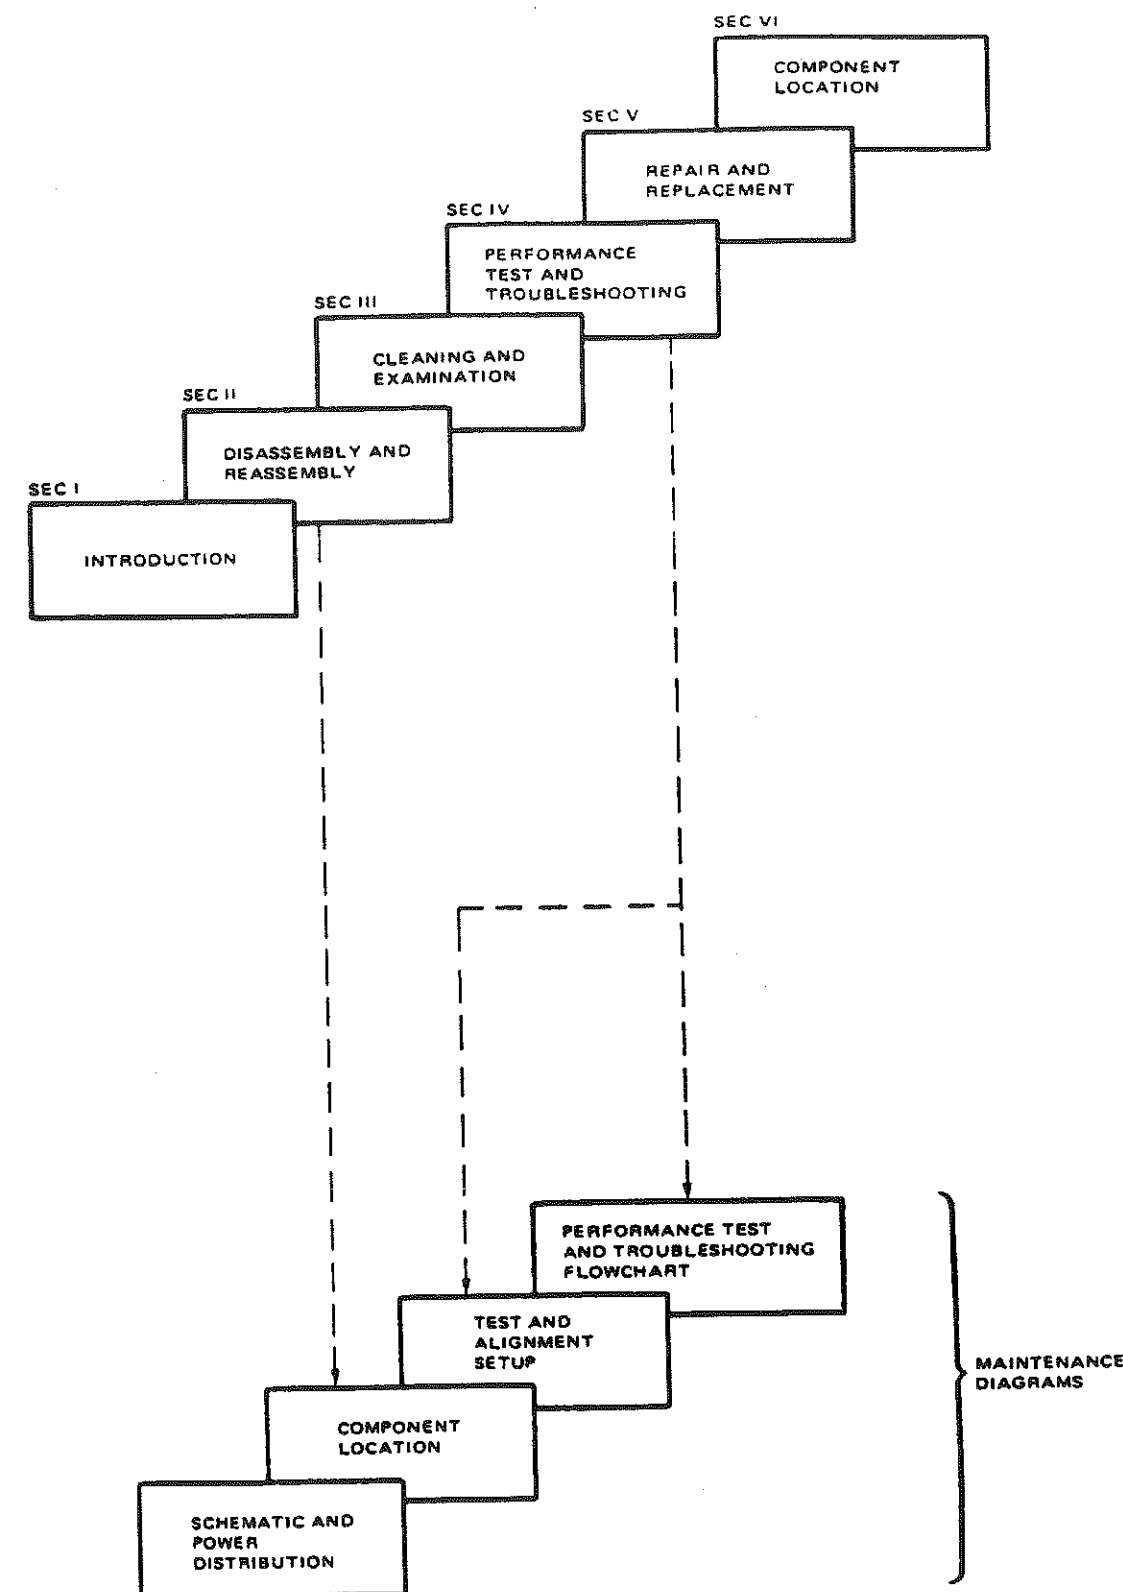 SEC VI
COMPONENT
LOCATION
SEC V
REPAIR AND
REPLACEMENT
SEC IV
PERFORMANCE
TEST AND
TROUBLESHOOTING
SEC III
CLEANING AND
EXAMINATION
SEC II
DISASSEMBLY AND
REASSEMBLY
SEC I
INTRODUCTION
PERFORMANCE TEST
AND TROUBLESHOOTING
FLOWCHART
TEST AND
ALIGNMENT
SETUP
MAINTENANCE
DIAGRAMS
COMPONENT
LOCATION
SCHEMATIC AND
POWER
DISTRIBUTION